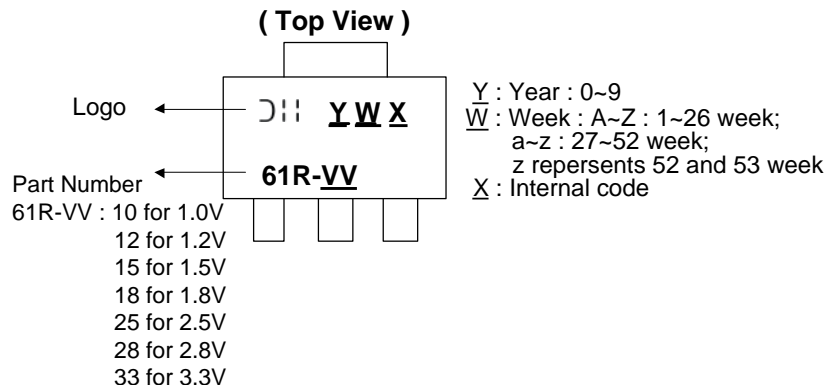 ( Top View )
Logo
Y W X
61R-VV
Y : Year : 0~9
W : Week : A~Z : 1~26 week;
a~z : 27~52 week;
z repersents 52 and 53 week
X : Internal code
Part Number
61R-VV : 10 for 1.0V
12 for 1.2V
15 for 1.5V
18 for 1.8V
25 for 2.5V
28 for 2.8V
33 for 3.3V